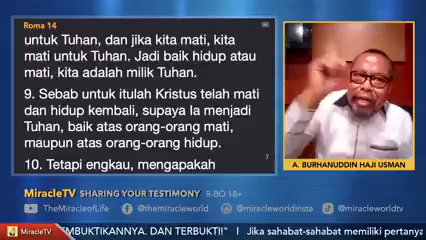 Roma 14
untuk Tuhan, dan jika kita mati, kita
mati untuk Tuhan. Jadi baik hidup atau
mati, kita adalah milik Tuhan.
9. Sebab untuk itulah Kristus telah mati
dan hidup kembali, supaya Ia menjadi
Tuhan, baik atas orang-orang mati,
maupun atas orang-orang hidup.
10. Tetapi engkau, mengapakah
A. BURHANUDDIN HAJI USMAN
MiracleTV SHARING YOUR TESTIMONY R-BO 18+
TheMiracleofLife @themiracleworld miracleworldinsta @miracleworldtv
MiracleTV
EMBUKTIKANNYA. DAN TERBUKTI!" | Jika sahabat-sahabat memiliki pertanya